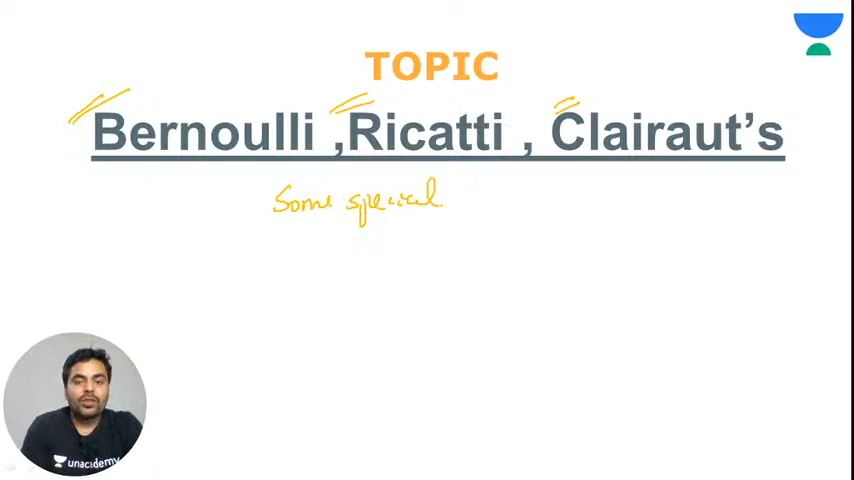 TOPIC
Bernoulli ,Ricatti , Clairaut’s
Some special.
unacademy